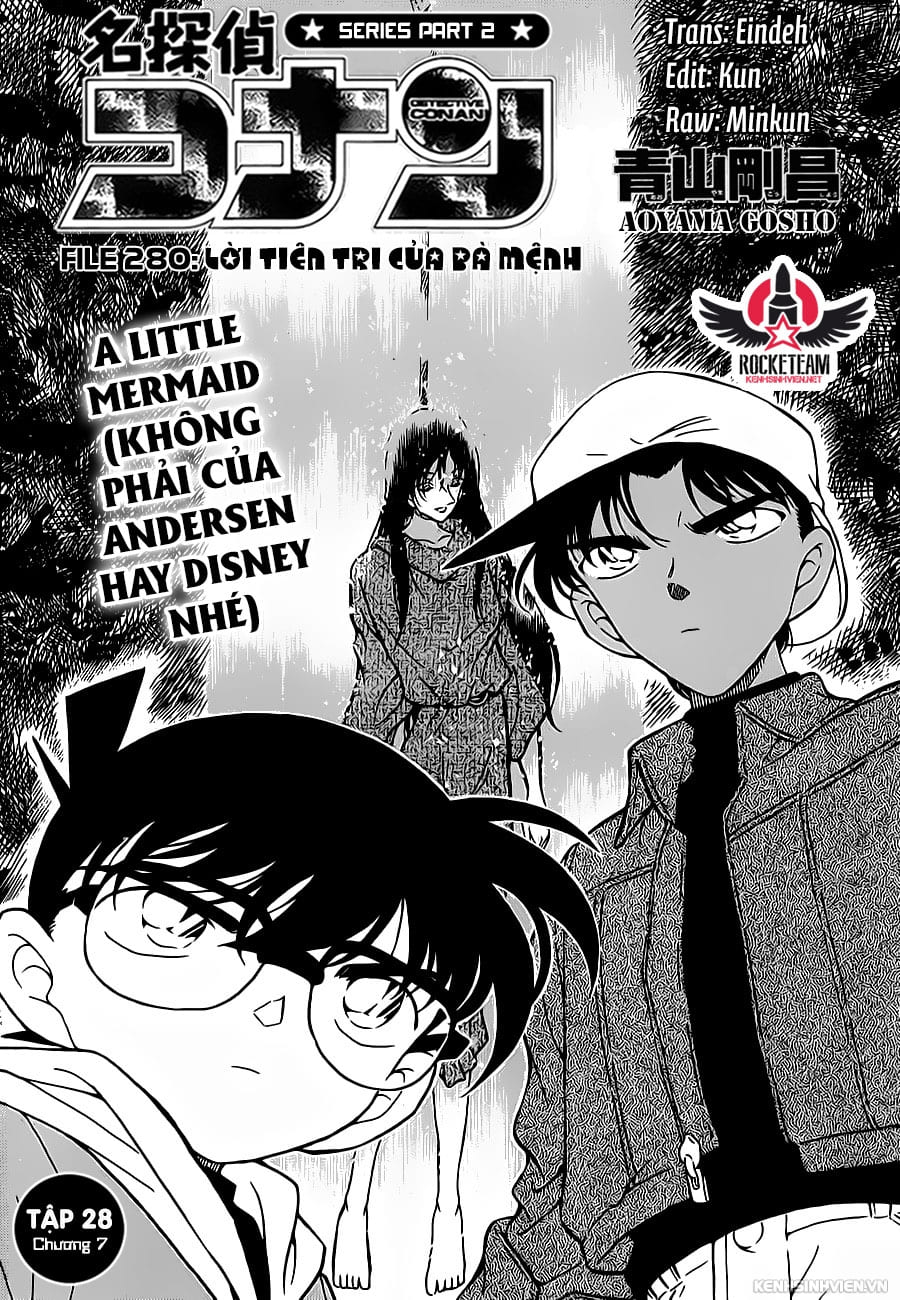 ★ SERIES PART 2 ★
名探偵
コナン
DETECTIVE
CONAN
FILE 280: LỜI TIÊN TRI CỦA BÀ MỆNH
Trans: Eindeh
Edit: Kun
Raw: Minkun
青山剛昌
AOYAMA GOSHO
ROCKETEAM
KENHSINHVIEN.NET
A LITTLE
MERMAID
(KHÔNG
PHẢI CỦA
ANDERSEN
HAY DISNEY
NHÉ)
TẬP 28
Chương 7
KENHSINHVIEN.VN